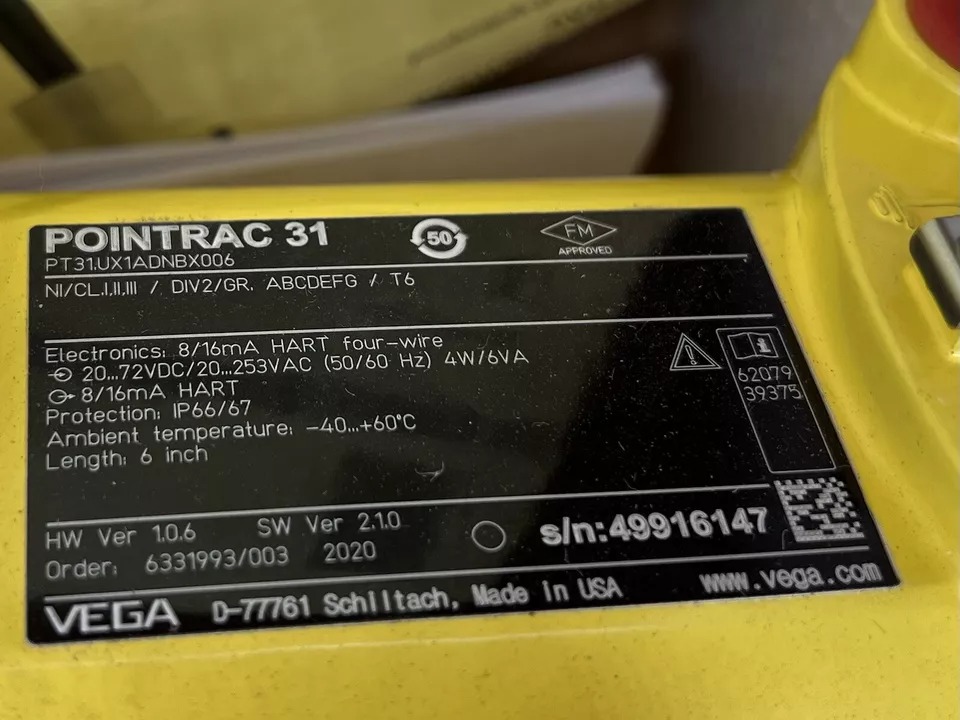 POINTRAC 31
50
FM
APPROVED
PT31.UX1ADNBX006
NI/CL.I,II,III / DIV2/GR. ABCDEFG / T6
Electronics: 8/16mA HART four-wire
20...72VDC/20...253VAC (50/60 Hz) 4W/6VA
8/16mA HART
Protection: IP66/67
Ambient temperature: -40...+60°C
Length: 6 inch
62079
39375
HW Ver 1.0.6 SW Ver 2.1.0
Order: 6331993/003 2020
s/n:49916147
VEGA D-77761 Schiltach, Made in USA www.vega.com